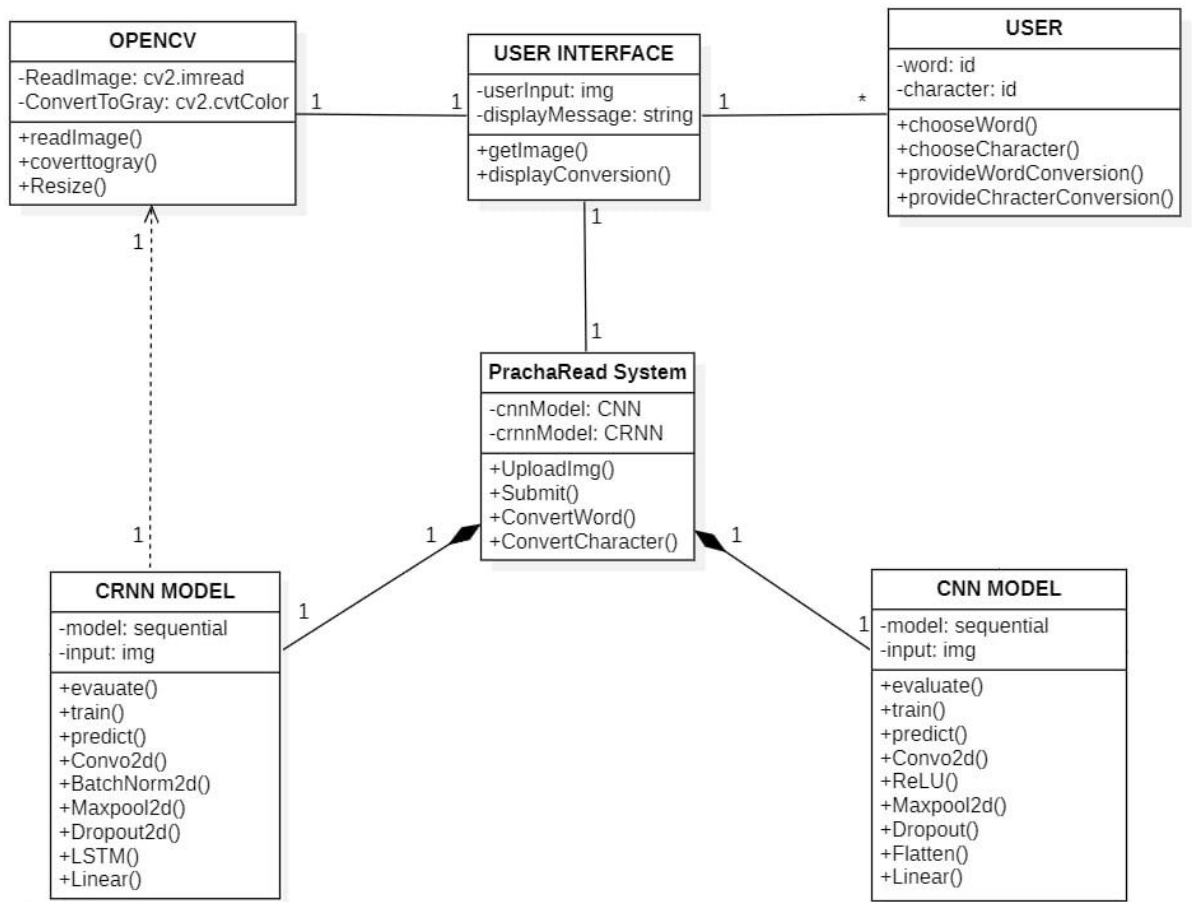 OPENCV
-ReadImage: cv2.imread
-ConvertToGray: cv2.cvtColor
+readImage()
+coverttogray()
+Resize()
1
1
USER INTERFACE
-userInput: img
-displayMessage: string
+getImage()
+displayConversion()
1
*
USER
-word: id
-character: id
+chooseWord()
+chooseCharacter()
+provideWordConversion()
+provideChracterConversion()
1
1
1
1
PrachaRead System
-cnnModel: CNN
-crnnModel: CRNN
+UploadImg()
+Submit()
+ConvertWord()
+ConvertCharacter()
1
1
1
1
CRNN MODEL
-model: sequential
-input: img
+evauate()
+train()
+predict()
+Convo2d()
+BatchNorm2d()
+Maxpool2d()
+Dropout2d()
+LSTM()
+Linear()
CNN MODEL
-model: sequential
-input: img
+evaluate()
+train()
+predict()
+Convo2d()
+ReLU()
+Maxpool2d()
+Dropout()
+Flatten()
+Linear()